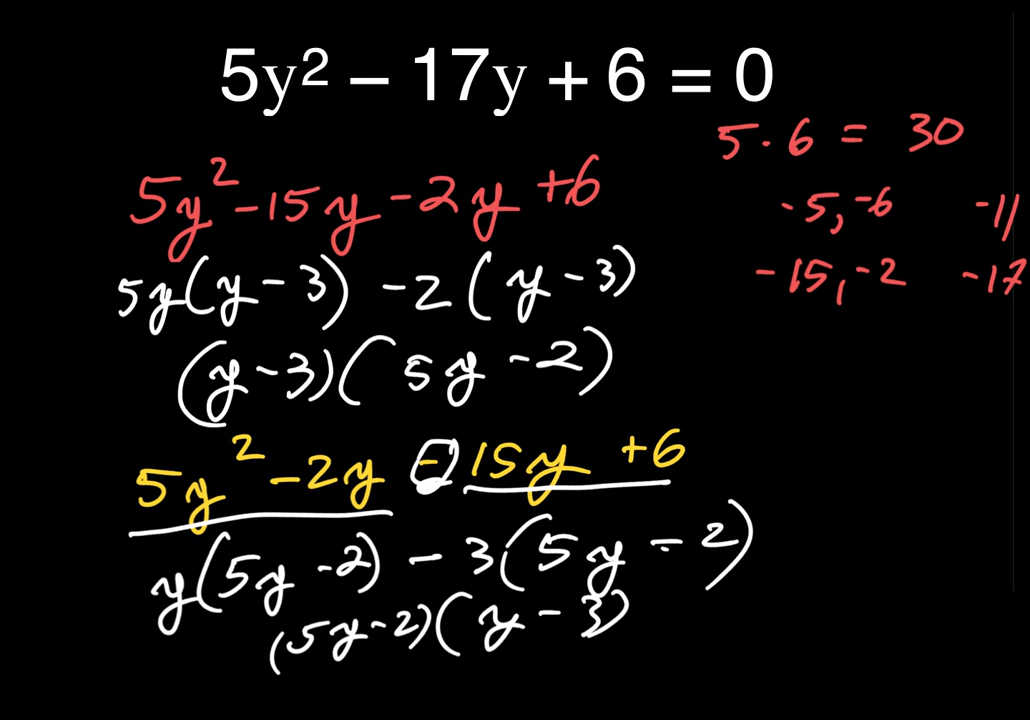 5y² – 17y + 6 = 0
5 · 6 = 30
5y² - 15y - 2y + 6
-5, -6 -11
5y(y - 3) - 2(y - 3)
-15, -2 -17
(y - 3)(5y - 2)
5y² - 2y - 15y + 6
y(5y - 2) - 3(5y - 2)
(5y - 2)(y - 3)